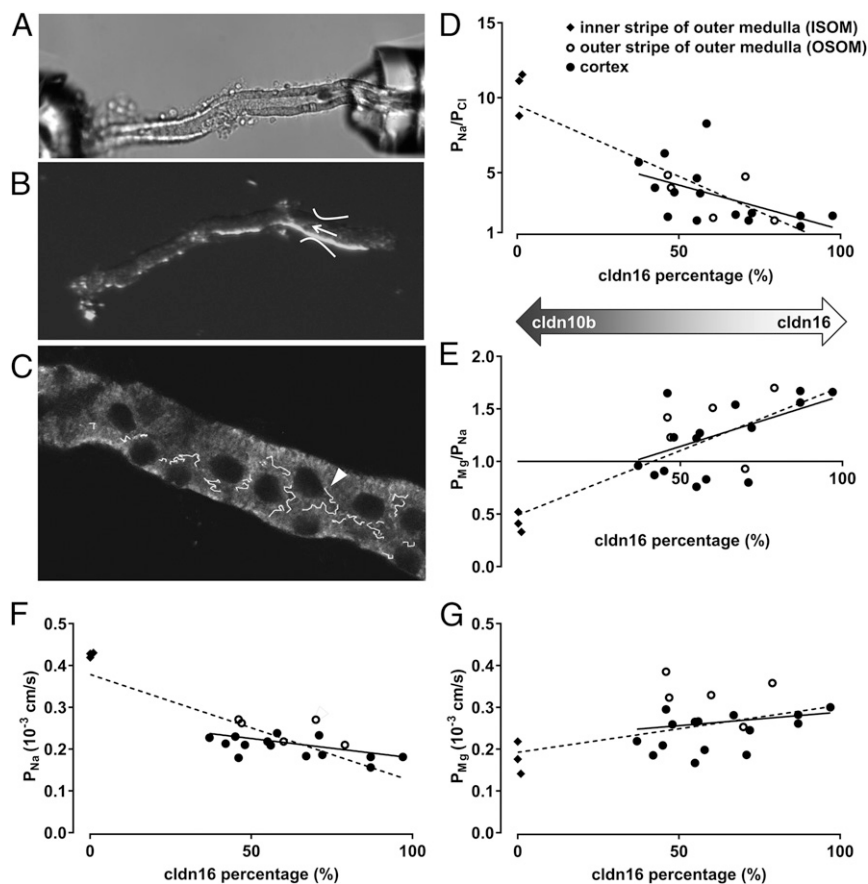 A
B
C
D
inner stripe of outer medulla (ISOM)
outer stripe of outer medulla (OSOM)
cortex
PNa/PCl
15
10
5
1
0
50
100
cldn16 percentage (%)
cldn10b
cldn16
E
PMg/PNa
2.0
1.5
1.0
0.5
0.0
50
100
cldn16 percentage (%)
F
PNa (10-3 cm/s)
0.5
0.4
0.3
0.2
0.1
0.0
0
50
100
cldn16 percentage (%)
G
PMg (10-3 cm/s)
0.5
0.4
0.3
0.2
0.1
0.0
0
50
100
cldn16 percentage (%)